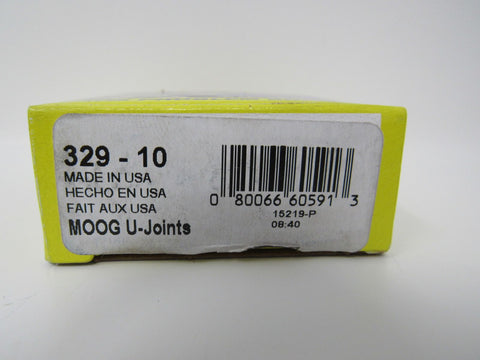 329 - 10
MADE IN USA
HECHO EN USA
FAIT AUX USA
MOOG U-Joints
0 80066 60591 3
15219-P
08:40